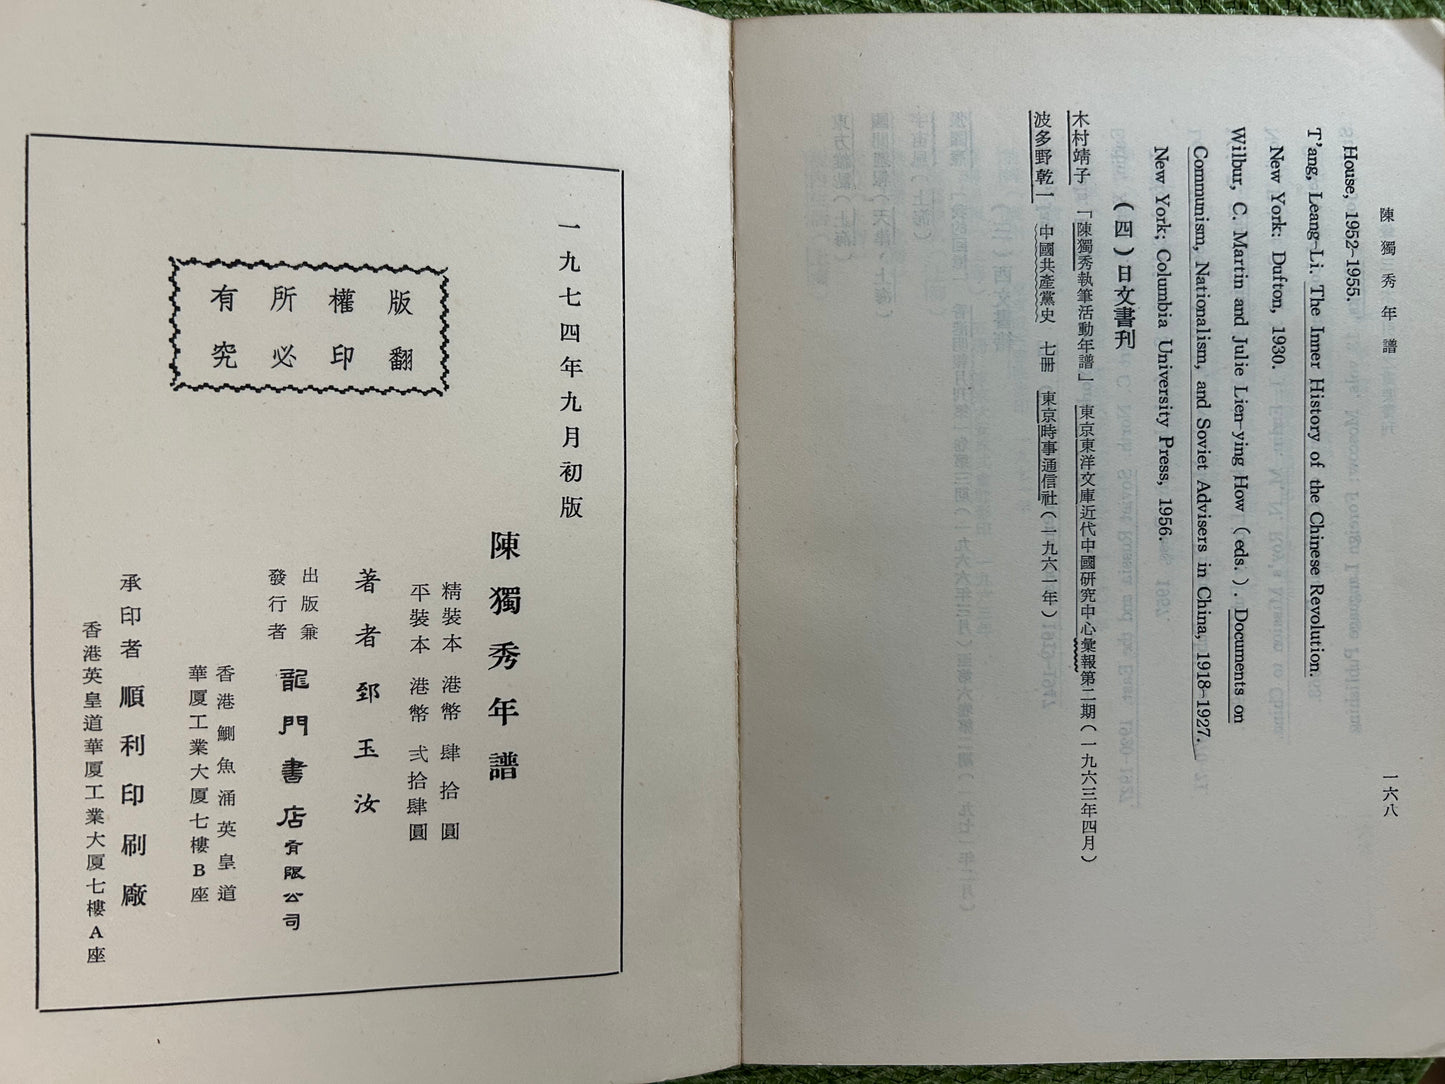 陳獨秀年譜
一六八
House, 1952-1955.
T'ang, Leang-Li. The Inner History of the Chinese Revolution.
New York: Dutton, 1930.
Wilbur, C. Martin and Julie Lien-ying How (eds.). Documents on
Communism, Nationalism, and Soviet Advisers in China, 1918-1927.
New York; Columbia University Press, 1956.
(四)日文書刊
木村靖子 「陳獨秀執筆活動年譜」 東京東洋文庫近代中國研究中心彙報第二期(一九六三年四月)
波多野乾一 中國共產黨史 七册 東京時事通信社(一九六一年)
一九七四年九月初版
版權所有
翻印必究
陳獨秀年譜
精裝本 港幣 肆拾圓
平裝本 港幣 弍拾肆圓
著者 郅玉汝
出版兼
發行者
龍門書店有限公司
香港鰂魚涌英皇道
華厦工業大厦七樓B座
承印者 順利印刷廠
香港英皇道華厦工業大厦七樓A座